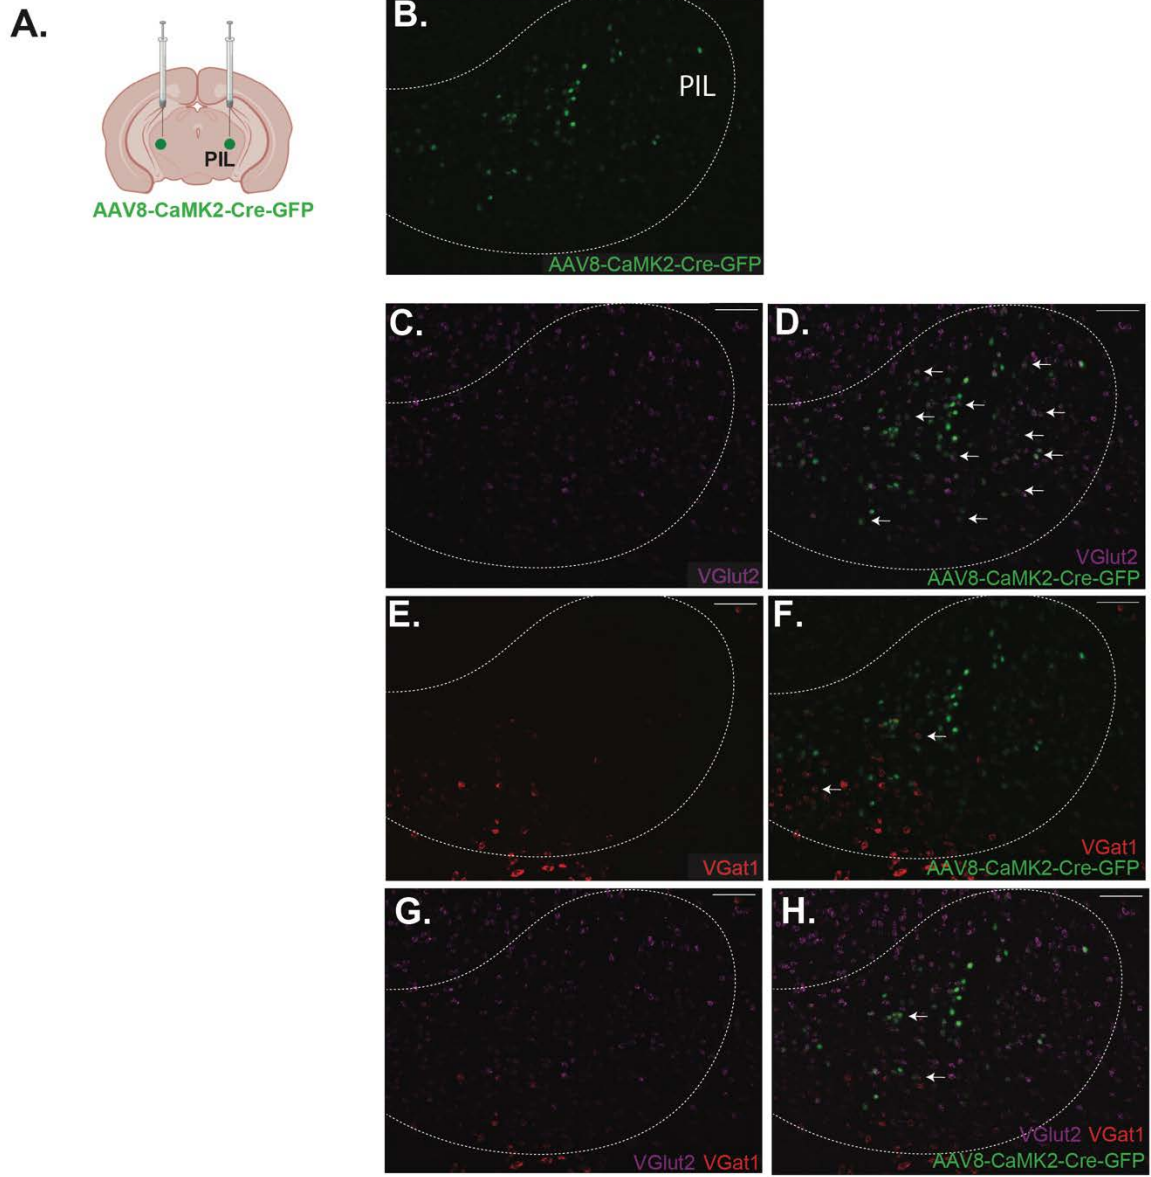 A.
PIL
AAV8-CaMK2-Cre-GFP
B.
PIL
AAV8-CaMK2-Cre-GFP
C.
VGlut2
D.
VGlut2
AAV8-CaMK2-Cre-GFP
E.
VGat1
F.
VGat1
AAV8-CaMK2-Cre-GFP
G.
VGlut2 VGat1
H.
VGlut2 VGat1
AAV8-CaMK2-Cre-GFP